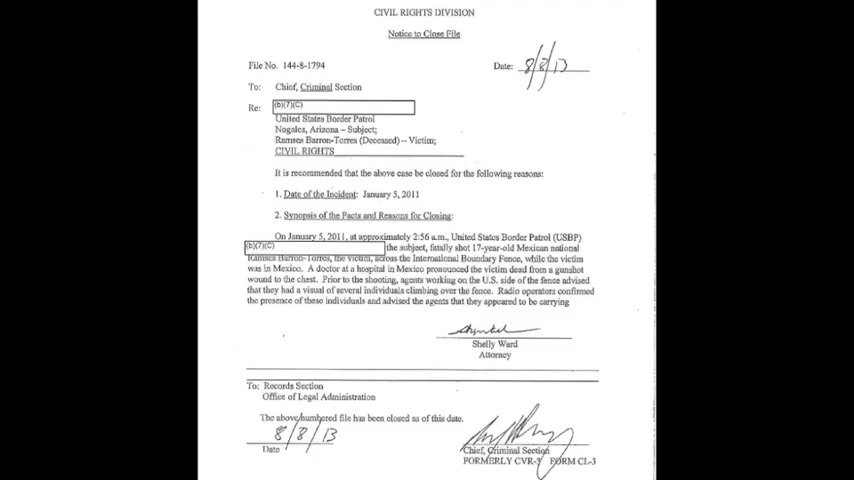 CIVIL RIGHTS DIVISION
Notice to Close File
File No. 144-8-1794
Date: 8/8/13
To: Chief, Criminal Section
Re: (b)(7)(C)
United States Border Patrol
Nogales, Arizona – Subject;
Ramses Barron-Torres (Deceased) – Victim;
CIVIL RIGHTS
It is recommended that the above case be closed for the following reasons:
1. Date of the Incident: January 5, 2011
2. Synopsis of the Facts and Reasons for Closing:
On January 5, 2011, at approximately 2:56 a.m., United States Border Patrol (USBP)
(b)(7)(C) the subject, fatally shot 17-year-old Mexican national
Ramses Barron-Torres, the victim, across the International Boundary Fence, while the victim
was in Mexico. A doctor at a hospital in Mexico pronounced the victim dead from a gunshot
wound to the chest. Prior to the shooting, agents working on the U.S. side of the fence advised
that they had a visual of several individuals climbing over the fence. Radio operators confirmed
the presence of these individuals and advised the agents that they appeared to be carrying
Shelly Ward
Attorney
To: Records Section
Office of Legal Administration
The above numbered file has been closed as of this date.
8/8/13
Date
Chief, Criminal Section
FORMERLY CVR-3 FORM CL-3